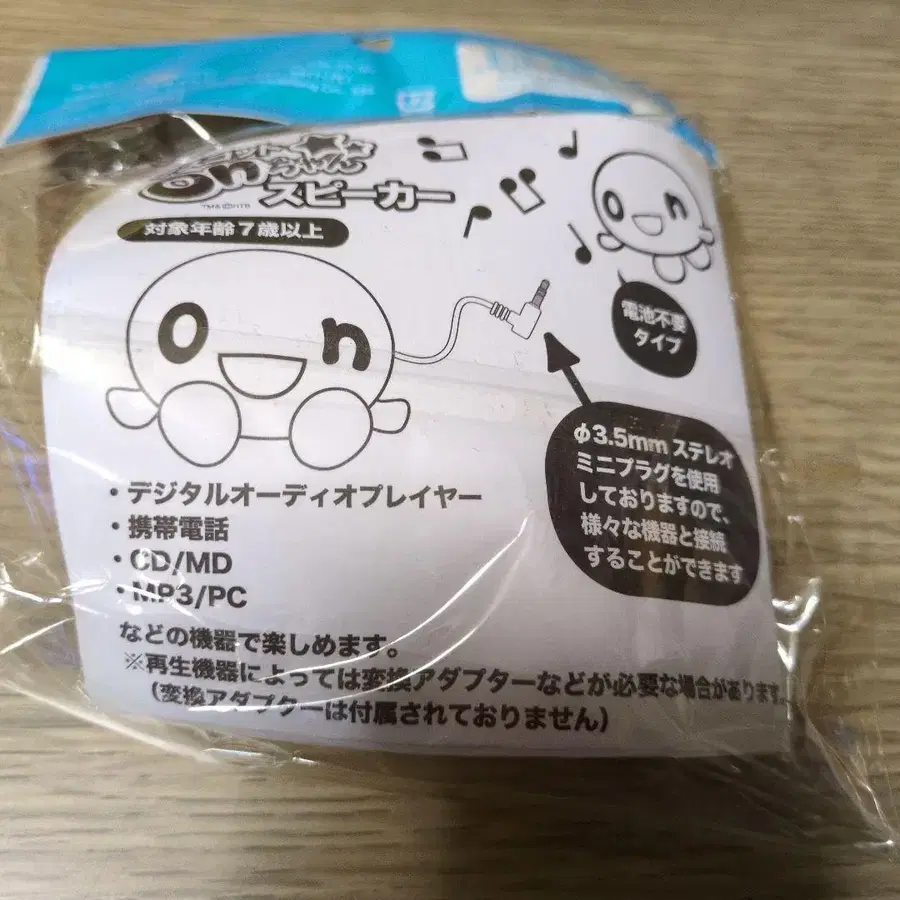 onちゃん
スピーカー
対象年齢7歳以上
電池不要
タイプ
o n
φ3.5mm ステレオ
ミニプラグを使用
しておりますので、
様々な機器と接続
することができます
・デジタルオーディオプレイヤー
・携帯電話
・CD/MD
・MP3/PC
などの機器で楽しめます。
※再生機器によっては変換アダプターなどが必要な場合があります。
(変換アダプターは付属されておりません)